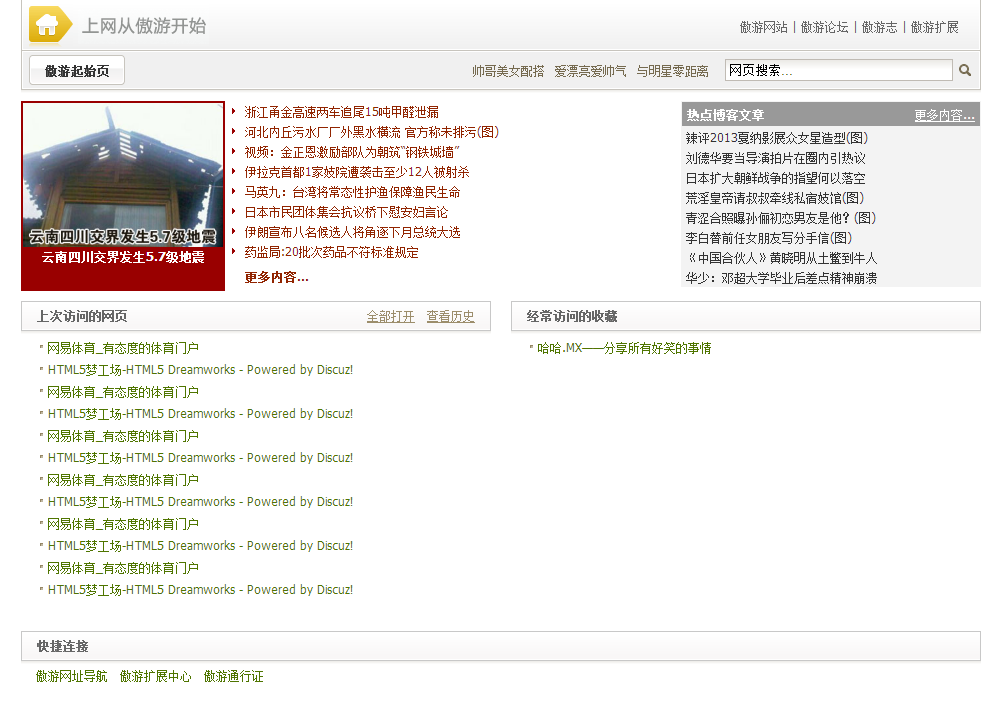 上网从傲游开始
傲游网站 | 傲游论坛 | 傲游志 | 傲游扩展
傲游起始页
帅哥美女配搭 爱漂亮爱帅气 与明星零距离
网页搜索...
云南四川交界发生5.7级地震
云南四川交界发生5.7级地震
浙江甬金高速两车追尾15吨甲醛泄漏
河北内丘污水厂厂外黑水横流 官方称未排污(图)
视频：金正恩激励部队为朝筑“钢铁城墙”
伊拉克首都1家妓院遭袭击至少12人被射杀
马英九：台湾将常态性护渔保障渔民生命
日本市民团体集会抗议桥下慰安妇言论
伊朗宣布八名候选人将角逐下月总统大选
药监局:20批次药品不符标准规定
更多内容...
热点博客文章 更多内容...
辣评2013戛纳影展众女星造型(图)
刘德华要当导演拍片在圈内引热议
日本扩大朝鲜战争的指望何以落空
荒淫皇帝请叔叔牵线私宿妓馆(图)
青涩合照曝孙俪初恋男友是他？(图)
李白替前任女朋友写分手信(图)
《中国合伙人》黄晓明从土鳖到牛人
华少：邓超大学毕业后差点精神崩溃
上次访问的网页 全部打开 查看历史
网易体育_有态度的体育门户
HTML5梦工场-HTML5 Dreamworks - Powered by Discuz!
网易体育_有态度的体育门户
HTML5梦工场-HTML5 Dreamworks - Powered by Discuz!
网易体育_有态度的体育门户
HTML5梦工场-HTML5 Dreamworks - Powered by Discuz!
网易体育_有态度的体育门户
HTML5梦工场-HTML5 Dreamworks - Powered by Discuz!
网易体育_有态度的体育门户
HTML5梦工场-HTML5 Dreamworks - Powered by Discuz!
网易体育_有态度的体育门户
HTML5梦工场-HTML5 Dreamworks - Powered by Discuz!
经常访问的收藏
哈哈.MX——分享所有好笑的事情
快捷连接
傲游网址导航 傲游扩展中心 傲游通行证